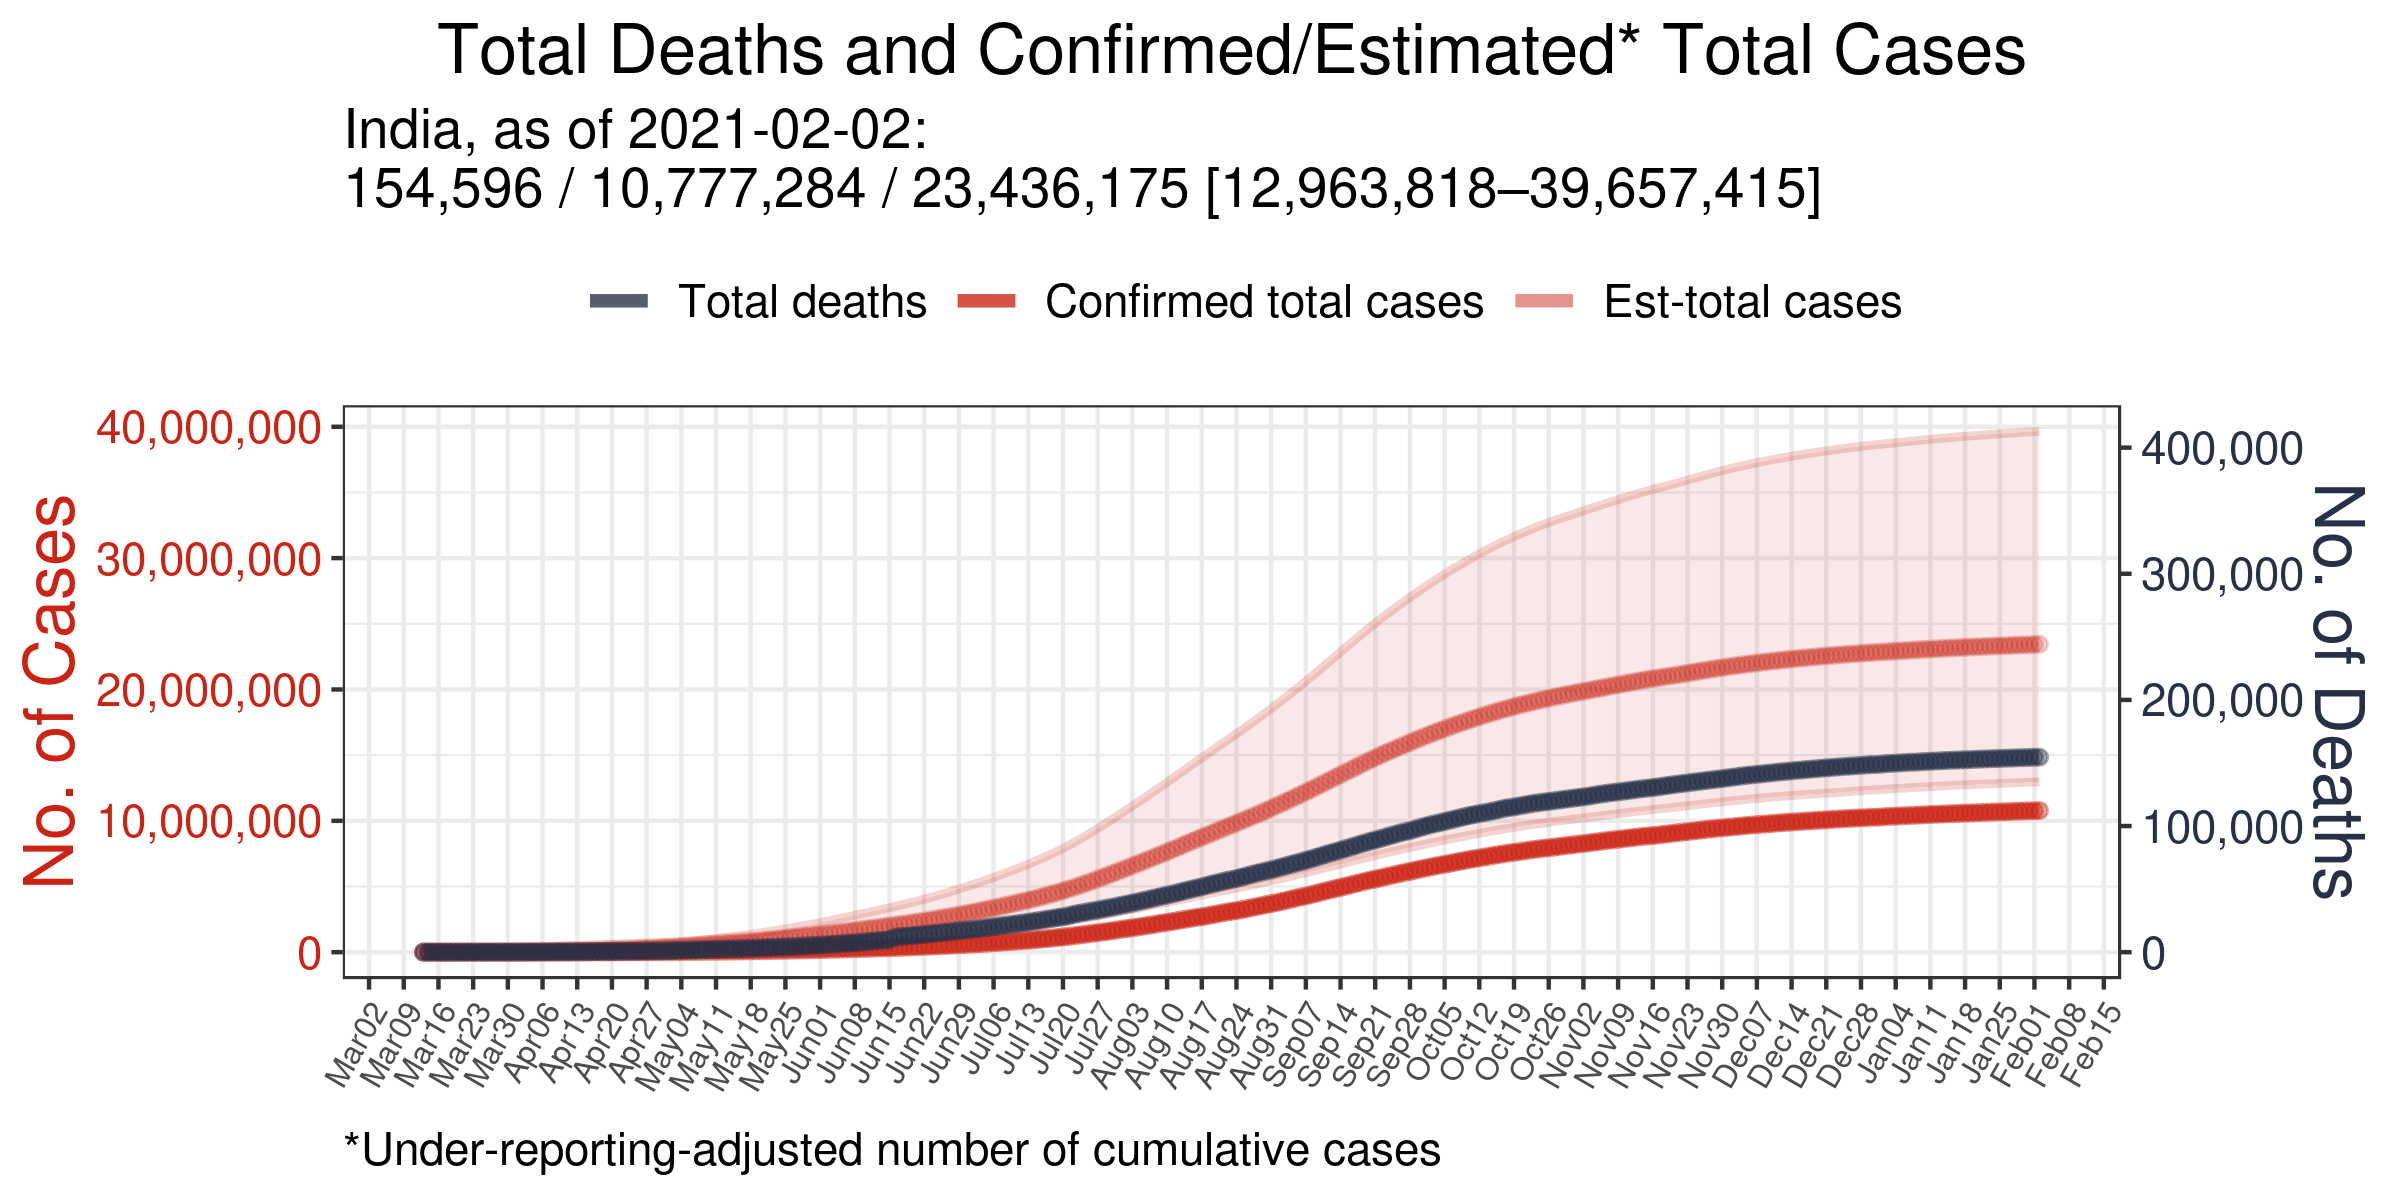 Total Deaths and Confirmed/Estimated* Total Cases
India, as of 2021-02-02:
154,596 / 10,777,284 / 23,436,175 [12,963,818–39,657,415]
Total deaths
Confirmed total cases
Est-total cases
No. of Cases
40,000,000
30,000,000
20,000,000
10,000,000
0
400,000
300,000
200,000
100,000
0
No. of Deaths
Mar02
Mar09
Mar16
Mar23
Mar30
Apr06
Apr13
Apr20
Apr27
May04
May11
May18
May25
Jun01
Jun08
Jun15
Jun22
Jun29
Jul06
Jul13
Jul20
Jul27
Aug03
Aug10
Aug17
Aug24
Aug31
Sep07
Sep14
Sep21
Sep28
Oct05
Oct12
Oct19
Oct26
Nov02
Nov09
Nov16
Nov23
Nov30
Dec07
Dec14
Dec21
Dec28
Jan04
Jan11
Jan18
Jan25
Feb01
Feb08
Feb15
*Under-reporting-adjusted number of cumulative cases